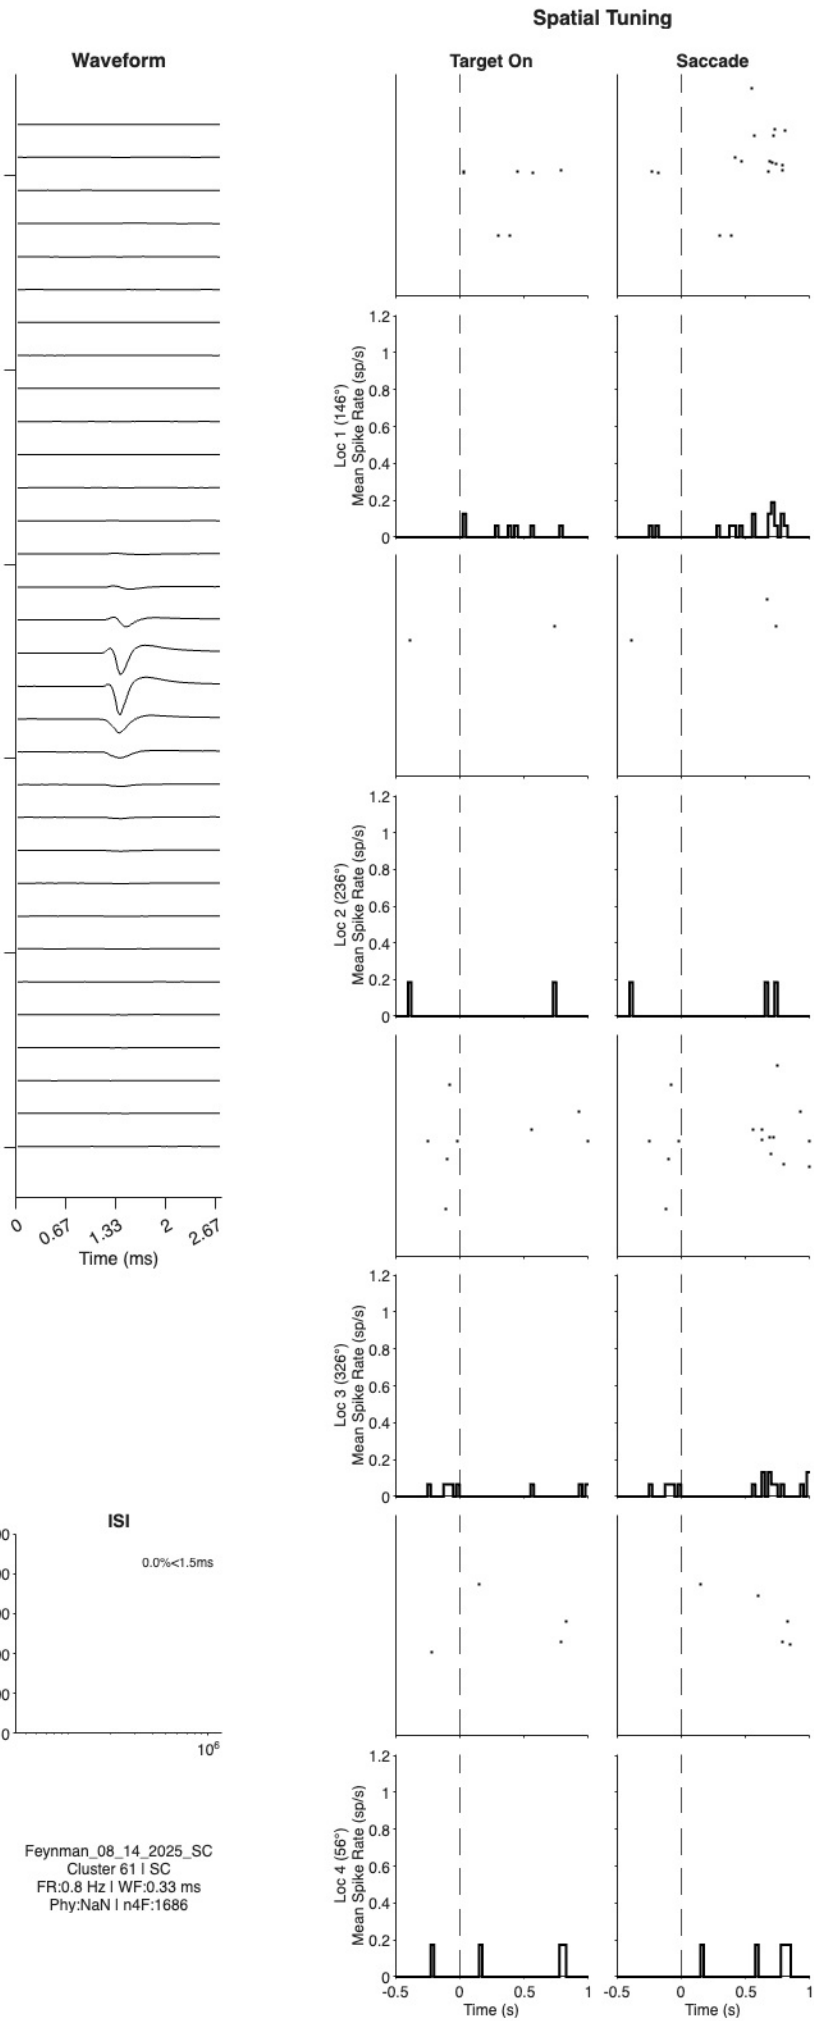 Spatial Tuning
Waveform
Target On
Saccade
1.2
1
0.8
0.6
0.4
0.2
0
Loc 1 (146°)
Mean Spike Rate (sp/s)
1.2
1
0.8
0.6
0.4
0.2
0
Loc 2 (236°)
Mean Spike Rate (sp/s)
0
0.67
1.33
2
2.67
Time (ms)
1.2
1
0.8
0.6
0.4
0.2
0
Loc 3 (326°)
Mean Spike Rate (sp/s)
ISI
0.0%<1.5ms
0
10⁶
1.2
1
0.8
0.6
0.4
0.2
0
Loc 4 (56°)
Mean Spike Rate (sp/s)
-0.5
0
0.5
1
Time (s)
-0.5
0
0.5
1
Time (s)
Feynman_08_14_2025_SC
Cluster 61 | SC
FR:0.8 Hz | WF:0.33 ms
Phy:NaN | n4F:1686